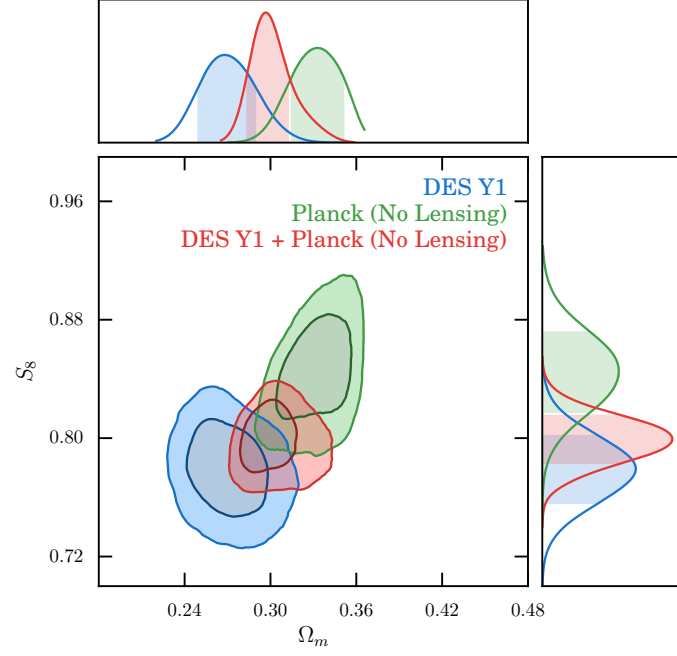 DES Y1
Planck (No Lensing)
DES Y1 + Planck (No Lensing)
0.96
0.88
0.80
0.72
S₈
0.24
0.30
0.36
0.42
0.48
Ωₘ